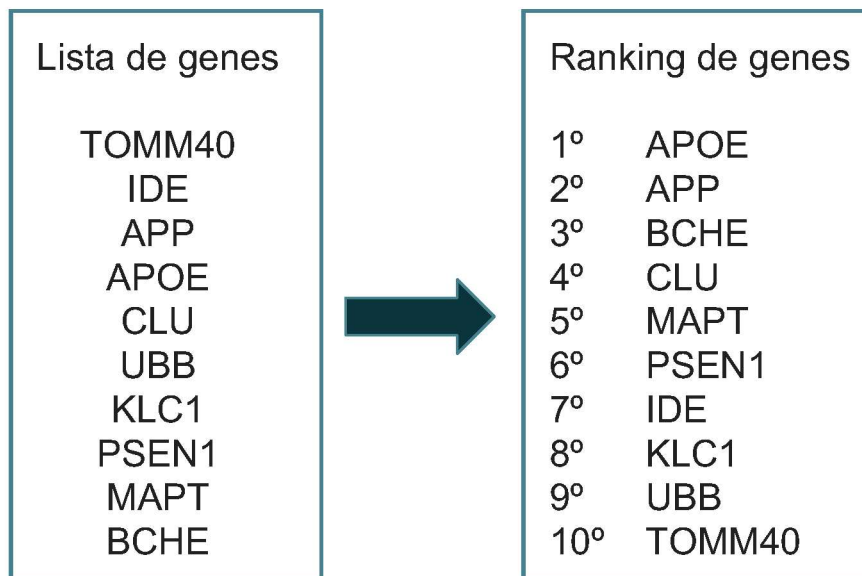 Lista de genes
TOMM40
IDE
APP
APOE
CLU
UBB
KLC1
PSEN1
MAPT
BCHE
Ranking de genes
1º APOE
2º APP
3º BCHE
4º CLU
5º MAPT
6º PSEN1
7º IDE
8º KLC1
9º UBB
10º TOMM40